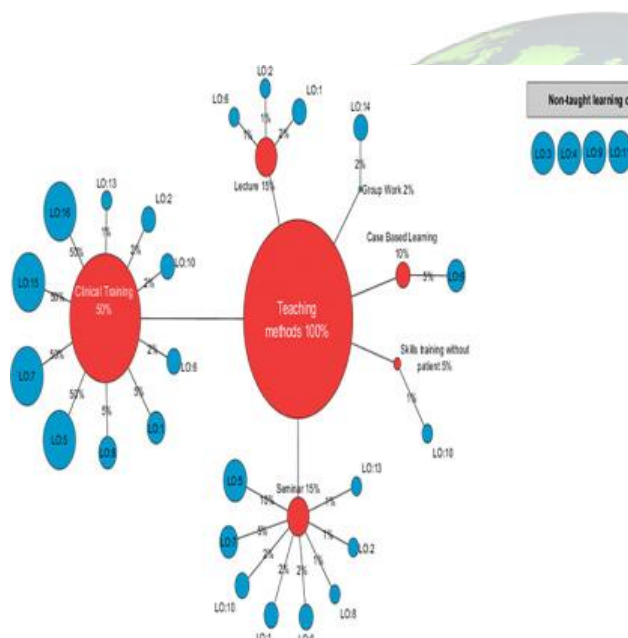 Non-taught learning
LO:3
LO:4
LO:9
LO:11
LO:2
LO:6
LO:1
1%
1%
2%
Lecture 15%
LO:14
2%
Group Work 2%
Case Based Learning
10%
5%
Skills training without
patient 5%
1%
LO:10
Teaching
methods 100%
Clinical Training
50%
LO:16
50%
LO:13
1%
LO:2
2%
LO:10
2%
LO:15
50%
LO:7
50%
LO:5
50%
5%
5%
2%
LO:6
Seminar 15%
LO:5
10%
LO:7
5%
LO:10
2%
2%
2%
LO:8
1%
LO:2
1%
LO:13
1%